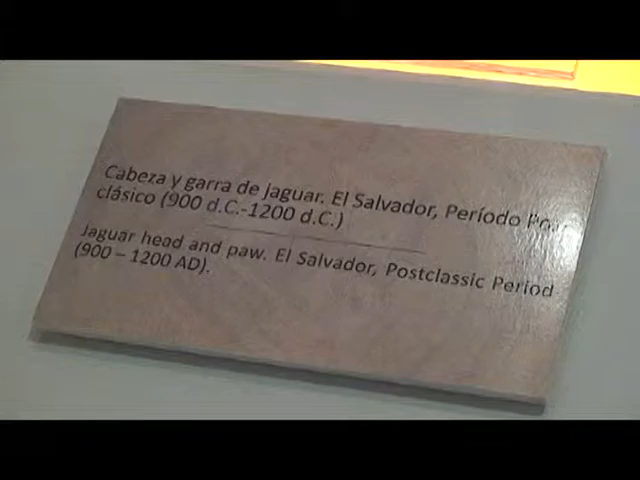 Cabeza y garra de jaguar. El Salvador, Período Pos-
clásico (900 d.C.-1200 d.C.)
Jaguar head and paw. El Salvador, Postclassic Period
(900 – 1200 AD).